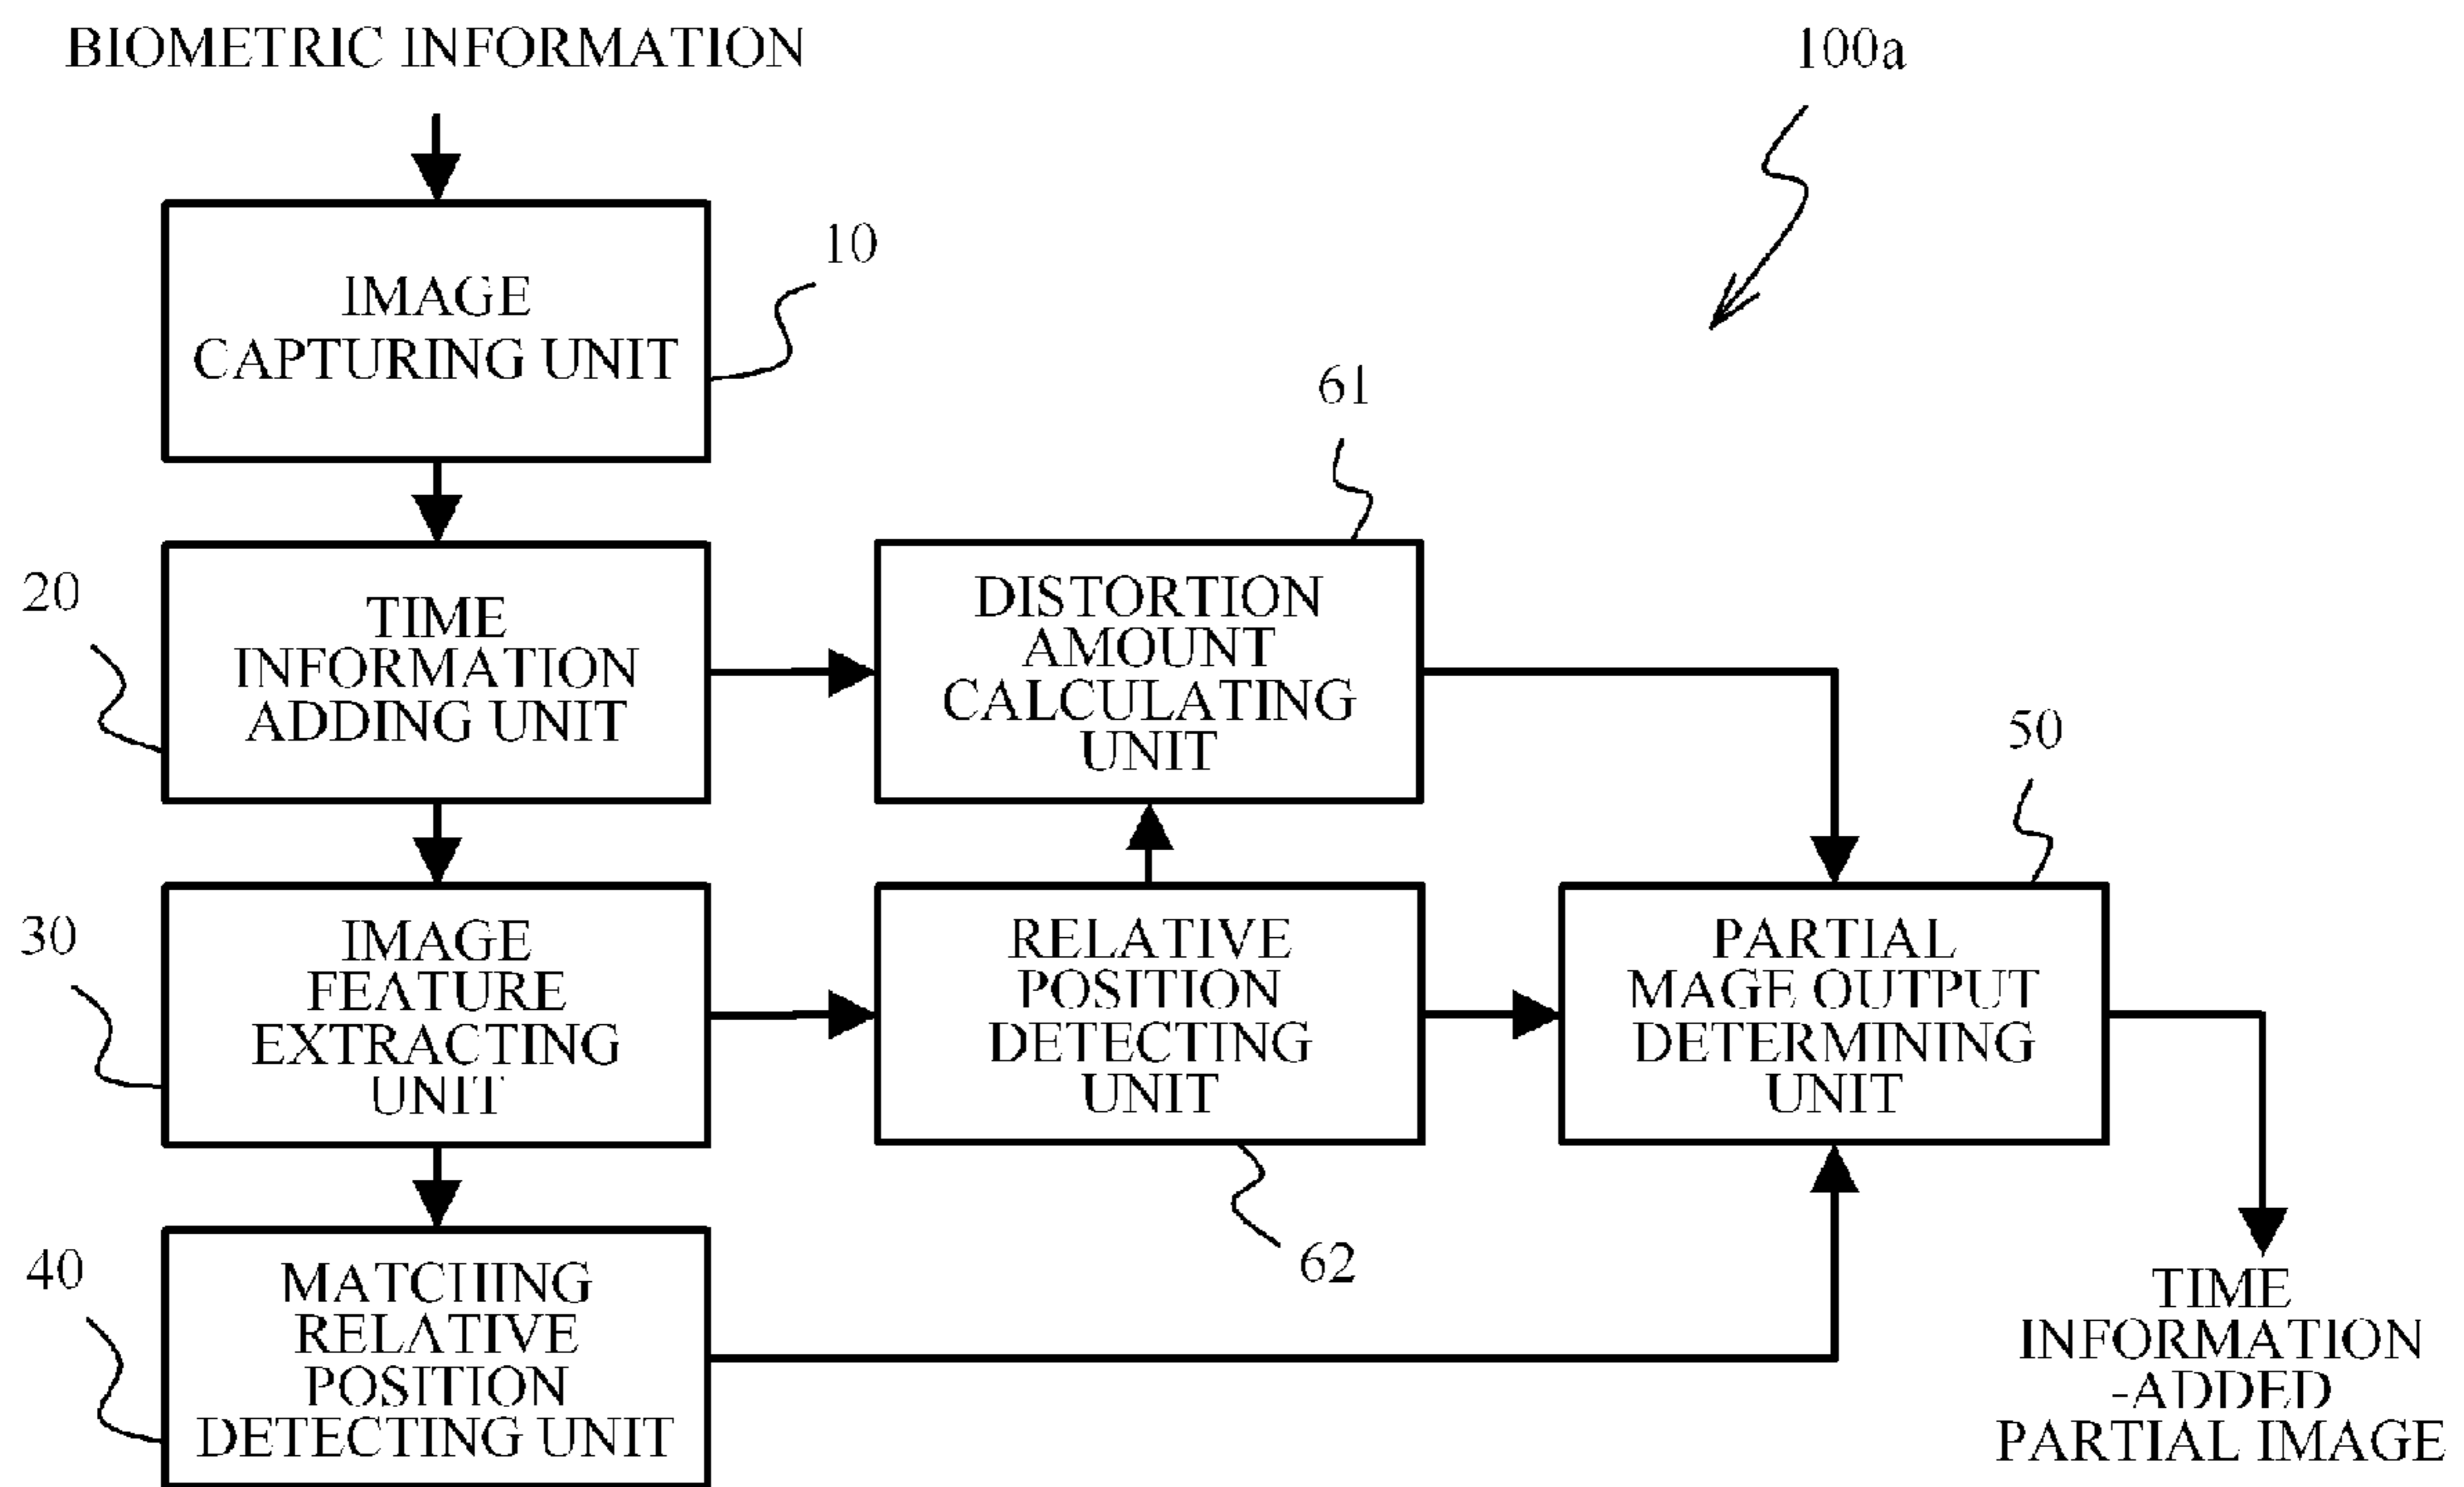 BIOMETRIC INFORMATION
100a
10
IMAGE
CAPTURING UNIT
61
20
TIME
INFORMATION
ADDING UNIT
DISTORTION
AMOUNT
CALCULATING
UNIT
50
30
IMAGE
FEATURE
EXTRACTING
UNIT
RELATIVE
POSITION
DETECTING
UNIT
PARTIAL
MAGE OUTPUT
DETERMINING
UNIT
62
40
MATCHING
RELATIVE
POSITION
DETECTING UNIT
TIME
INFORMATION
-ADDED
PARTIAL IMAGE